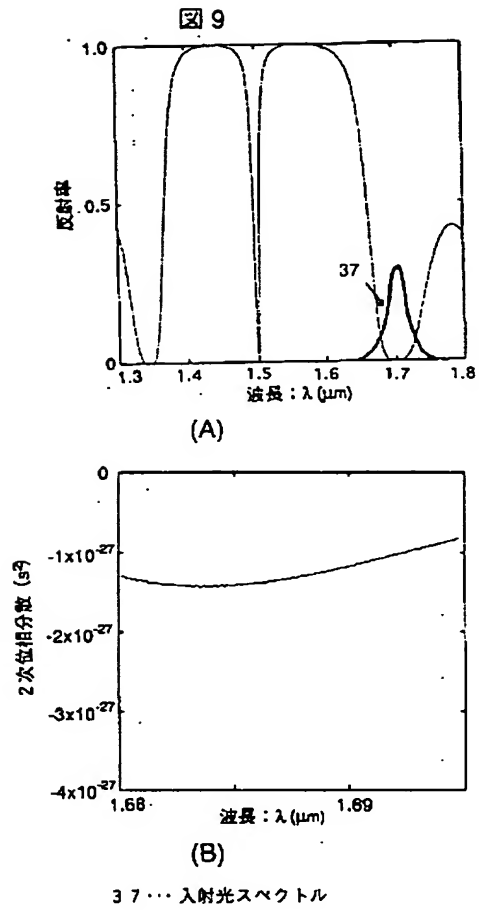 図9
1.0
0.5
0
反射率
37
1.3 1.4 1.5 1.6 1.7 1.8
波長：λ(μm)
(A)
0
-1x10⁻²⁷
-2x10⁻²⁷
-3x10⁻²⁷
-4x10⁻²⁷
2次位相分散 (s²)
1.68 1.69
波長：λ(μm)
(B)
37… 入射光スペクトル